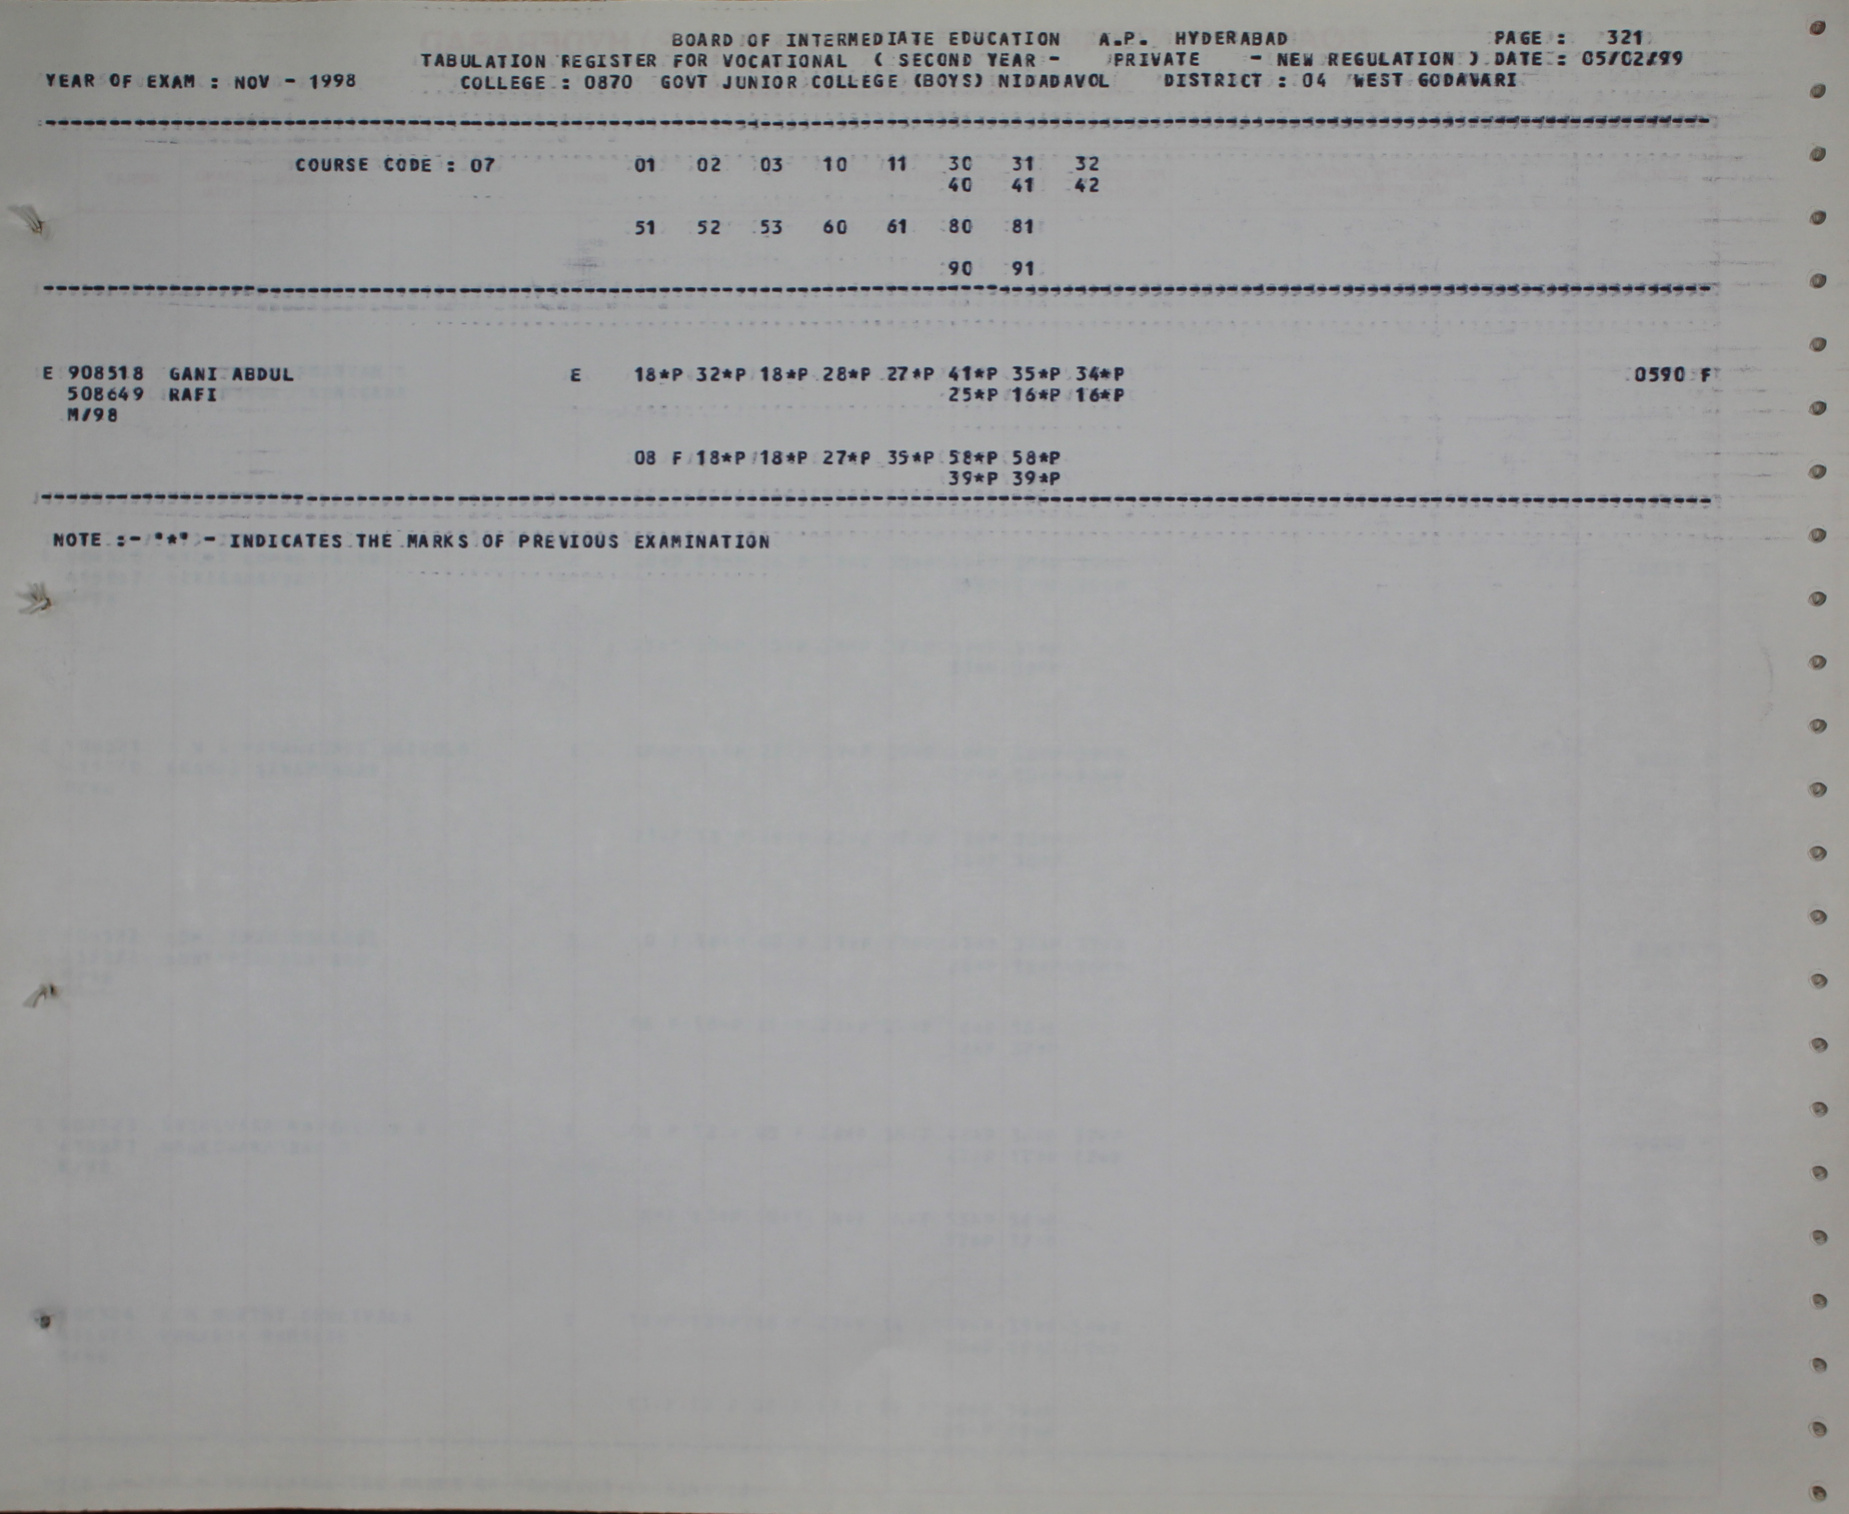 BOARD OF INTERMEDIATE EDUCATION A.P. HYDERABAD PAGE : 321
TABULATION REGISTER FOR VOCATIONAL ( SECOND YEAR - PRIVATE - NEW REGULATION ) DATE : 05/02/99
YEAR OF EXAM : NOV - 1998 COLLEGE : 0870 GOVT JUNIOR COLLEGE (BOYS) NIDADAVOL DISTRICT : 04 WEST GODAVARI
COURSE CODE : 07 01 02 03 10 11 30 31 32
40 41 42
51 52 53 60 61 80 81
90 91
E 908518 GANI ABDUL E 18*P 32*P 18*P 28*P 27*P 41*P 35*P 34*P 0590 F
508649 RAFI 25*P 16*P 16*P
M/98
08 F 18*P 18*P 27*P 35*P 58*P 58*P
39*P 39*P
NOTE :- "*" - INDICATES THE MARKS OF PREVIOUS EXAMINATION